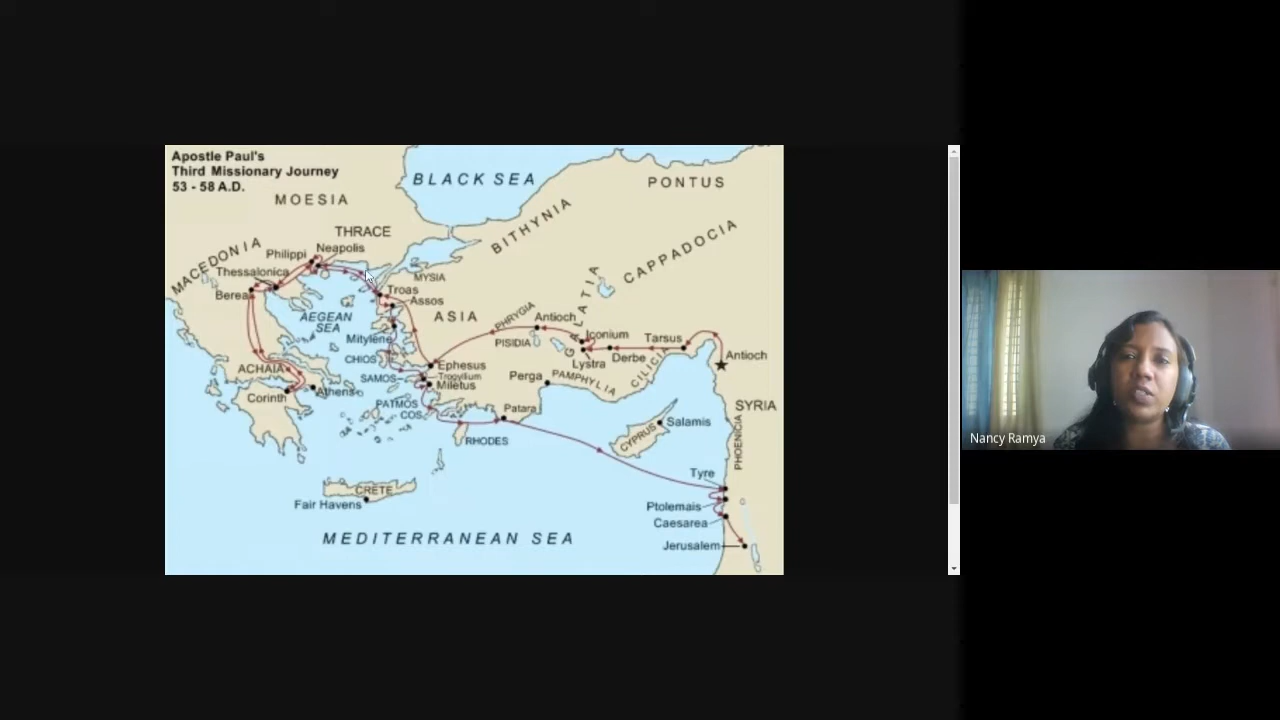 Apostle Paul's
Third Missionary Journey
53 - 58 A.D.
BLACK SEA
PONTUS
MOESIA
BITHYNIA
THRACE
CAPPADOCIA
MACEDONIA
Neapolis
Philippi
Thessalonica
MYSIA
Berea
Troas
Assos
GALATIA
AEGEAN
SEA
ASIA
PHRYGIA
Antioch
Iconium
Tarsus
Mitylene
PISIDIA
Antioch
CHIOS
Lystra
Derbe
CILICIA
ACHAIA
Ephesus
SAMOS
Trogyllium
Miletus
Perga
PAMPHYLIA
Corinth
Athens
PATMOS
COS
Patara
SYRIA
Salamis
CYPRUS
PHOENICIA
RHODES
Tyre
CRETE
Fair Havens
Ptolemais
Caesarea
MEDITERRANEAN SEA
Jerusalem
Nancy Ramya